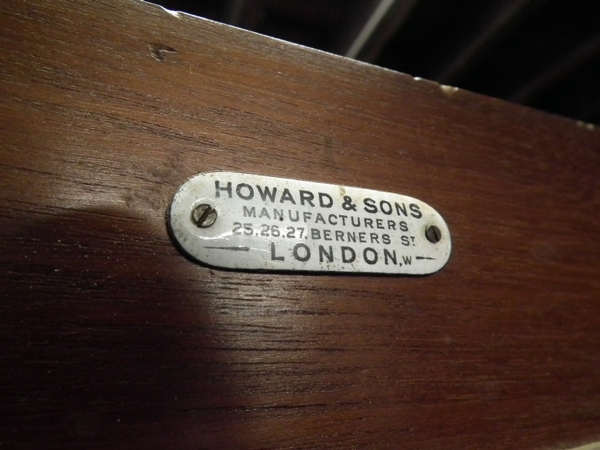 HOWARD & SONS
MANUFACTURERS
25,26,27,BERNERS ST
LONDON,W